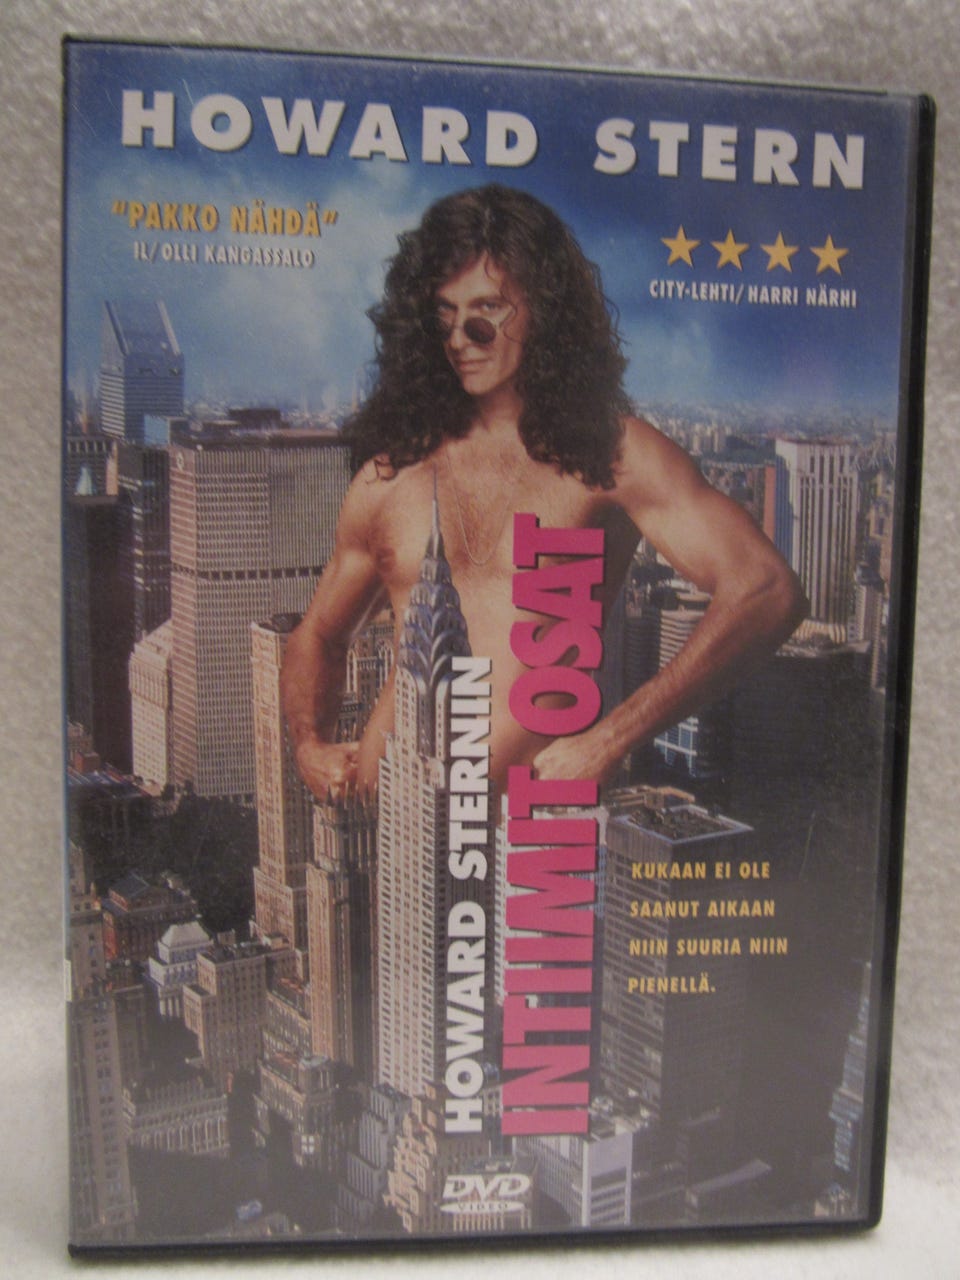 HOWARD STERN
"PAKKO NÄHDÄ"
IL/OLLI KANGASSALO
CITY-LEHTI/HARRI NÄRHI
HOWARD STERNIN
INTIIMIT OSAT
KUKAAN EI OLE
SAANUT AIKAAN
NIIN SUURIA NIIN
PIENELLÄ.
DVD
VIDEO